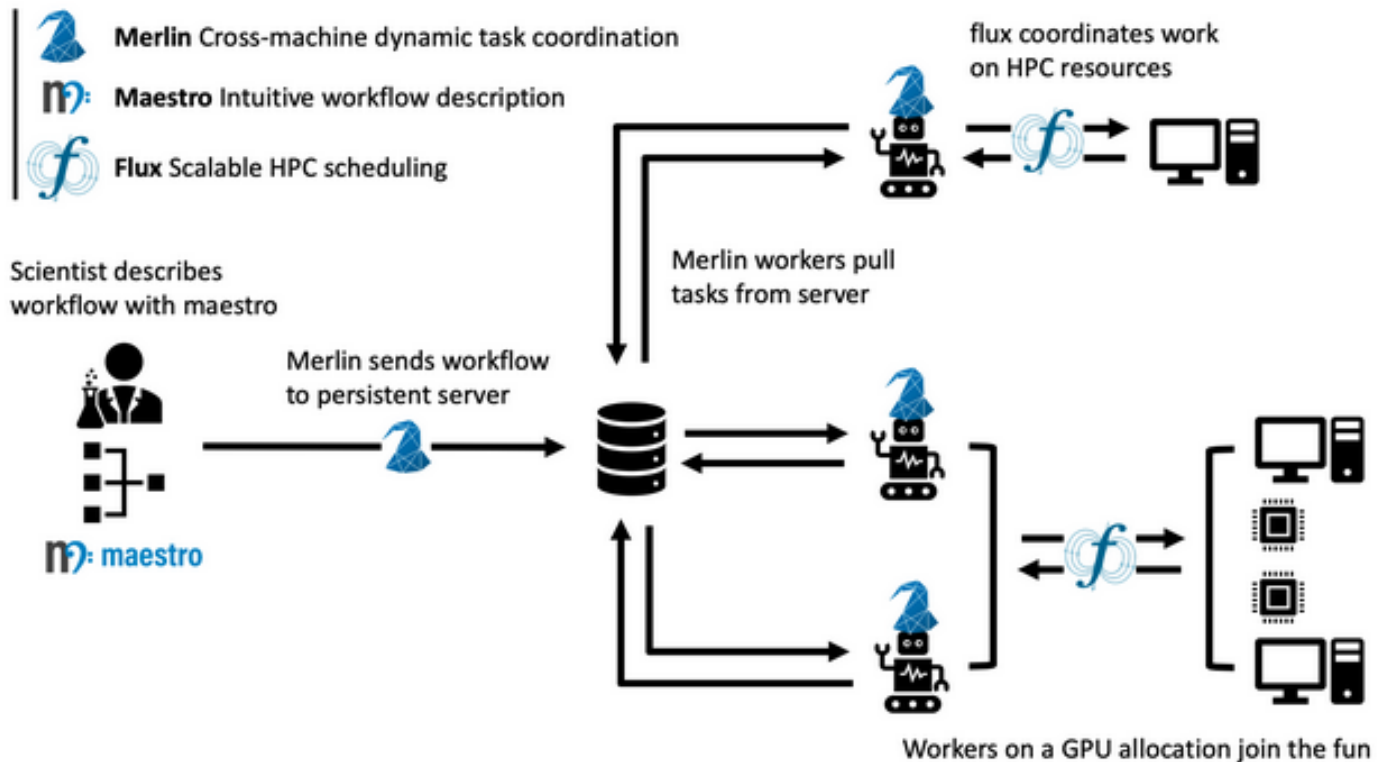 Merlin Cross-machine dynamic task coordination
Maestro Intuitive workflow description
Flux Scalable HPC scheduling
flux coordinates work
on HPC resources
Scientist describes
workflow with maestro
Merlin workers pull
tasks from server
Merlin sends workflow
to persistent server
maestro
Workers on a GPU allocation join the fun